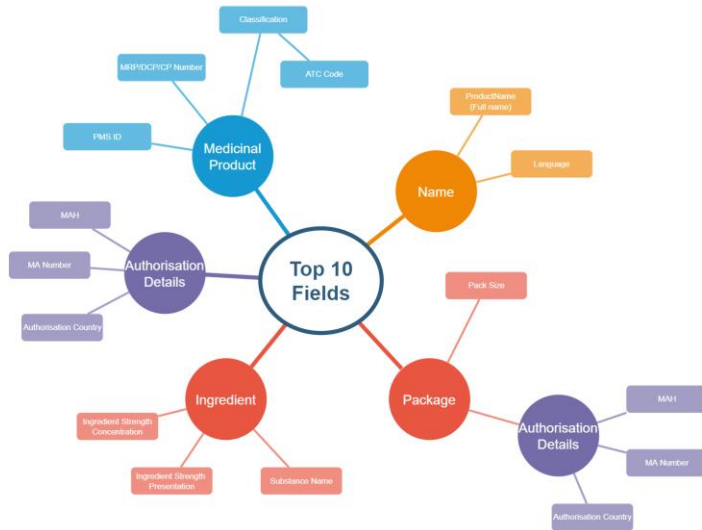 Classification
MRP/DCP/CP Number
ATC Code
PMS ID
Medicinal
Product
ProductName
(Full name)
Language
Name
MAH
MA Number
Authorisation Country
Authorisation
Details
Top 10
Fields
Pack Size
Package
Ingredient
Ingredient Strength
Concentration
Ingredient Strength
Presentation
Substance Name
Authorisation
Details
MAH
MA Number
Authorisation Country